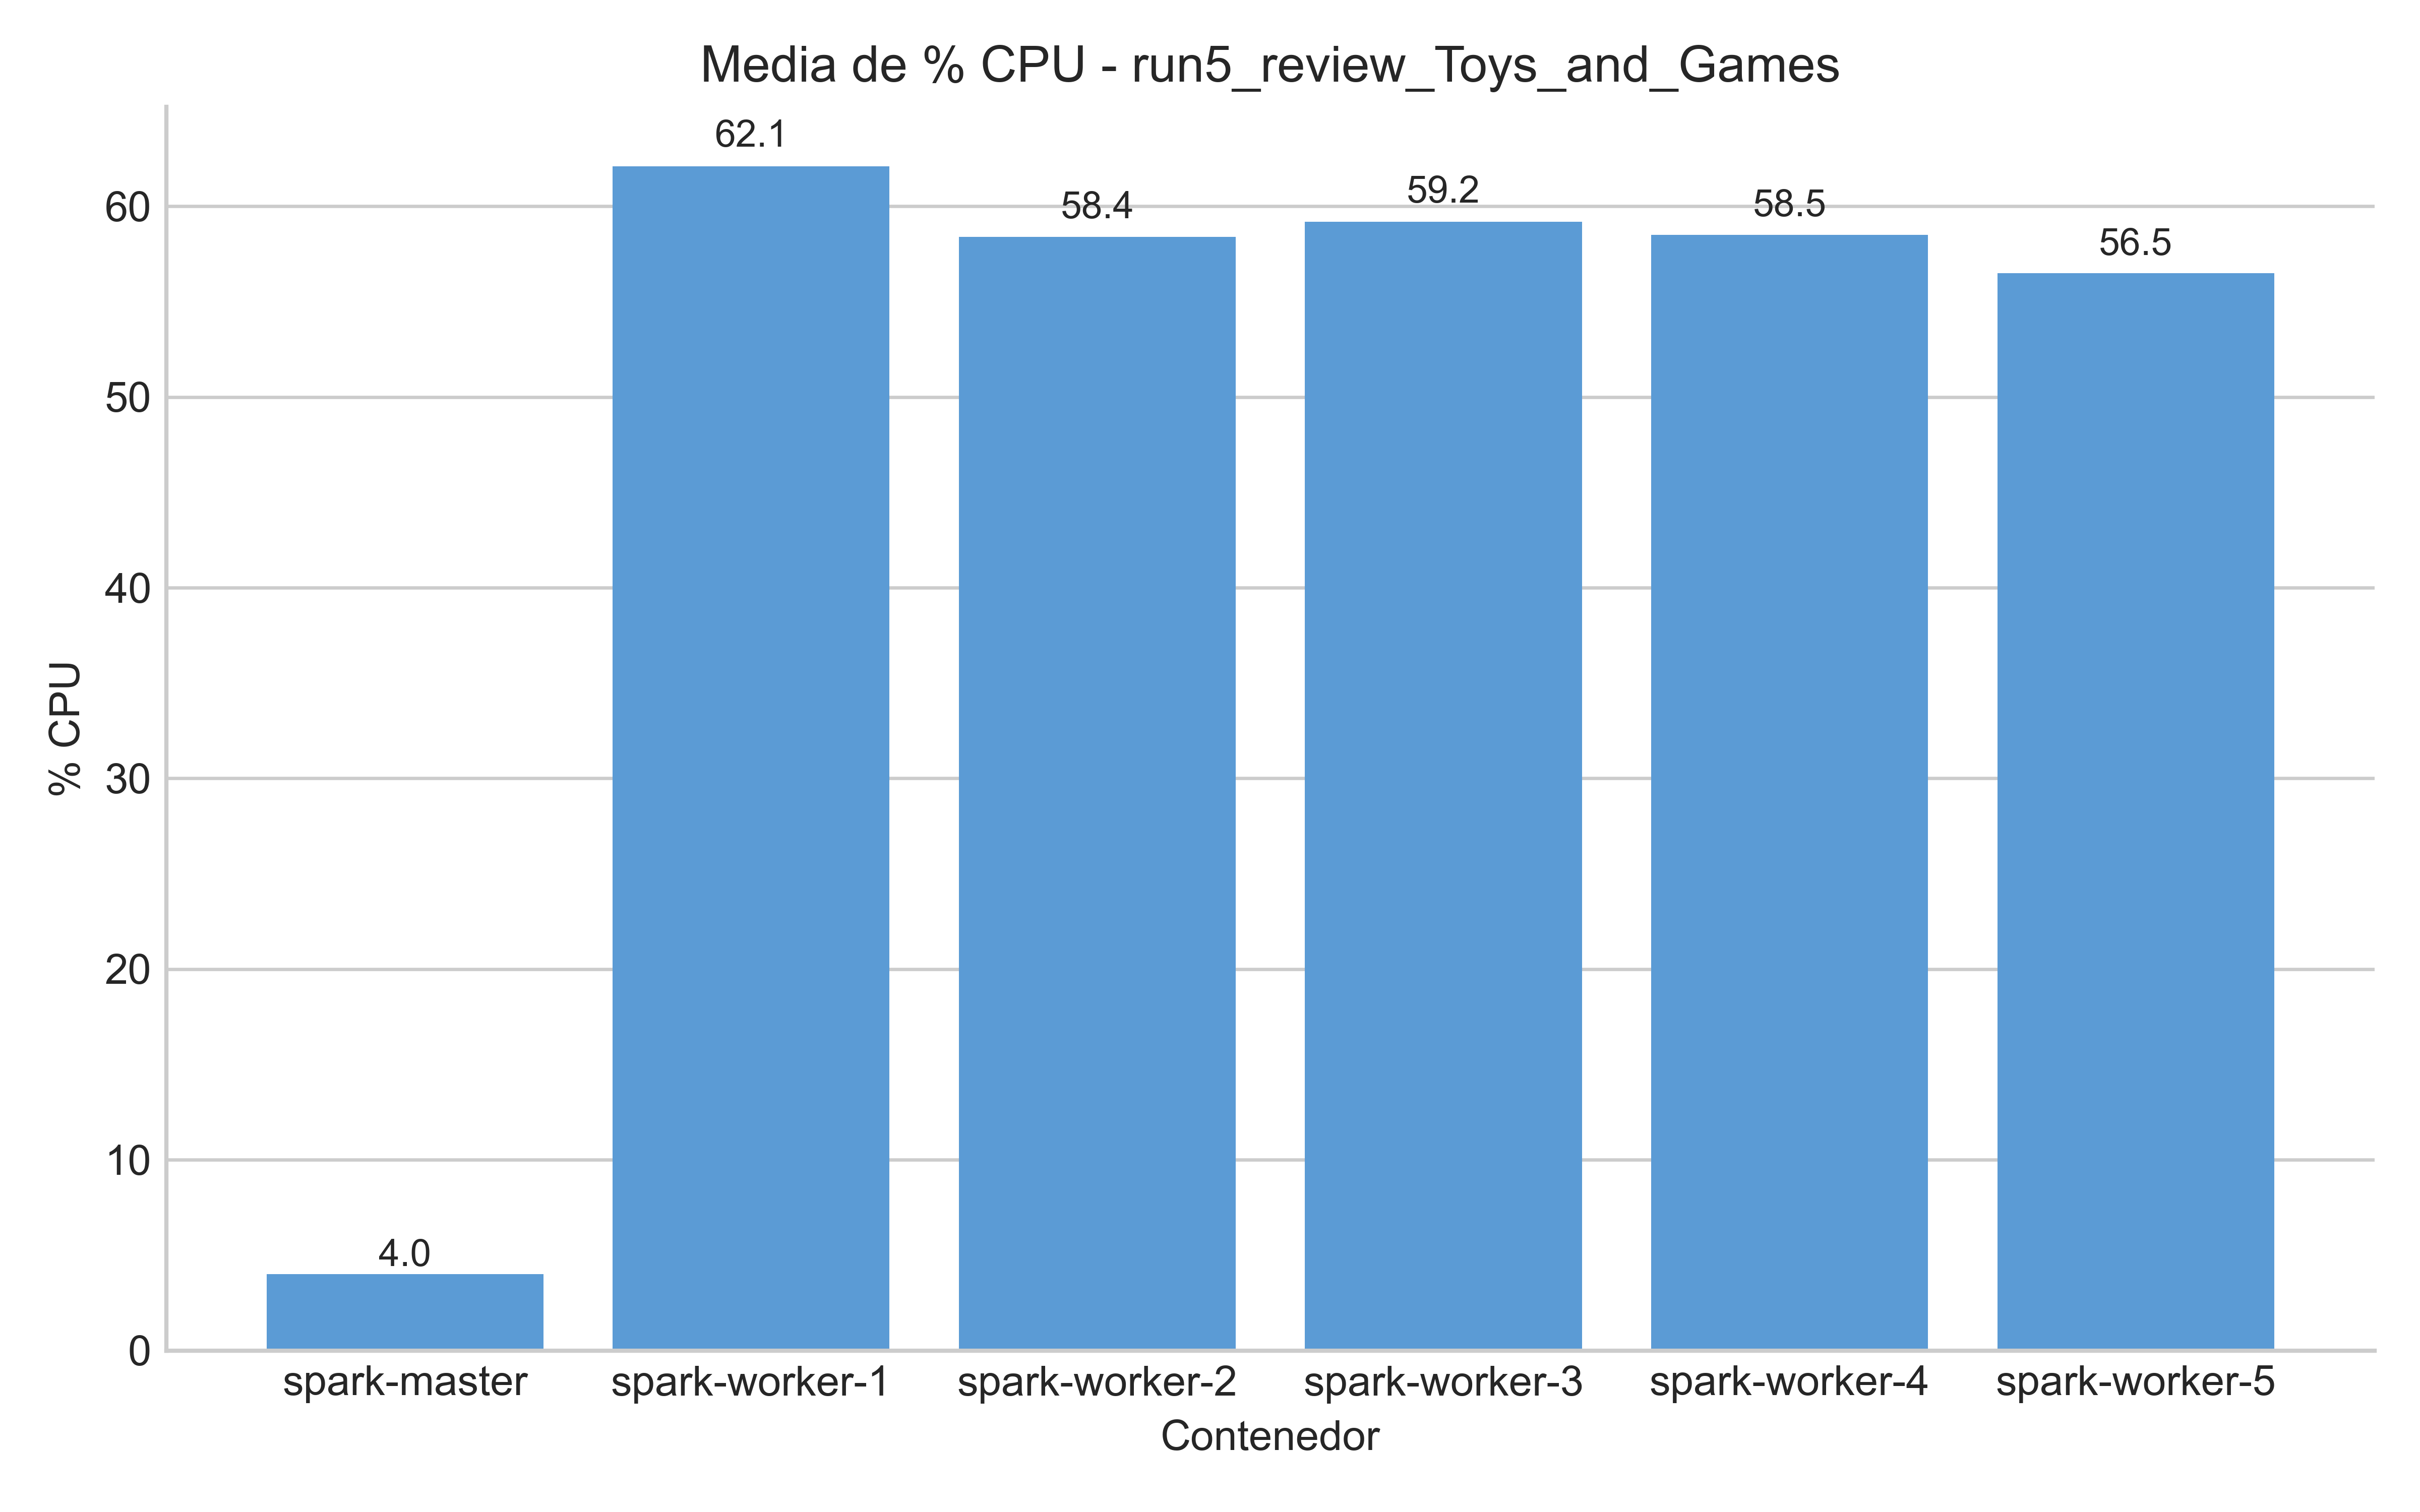 Media de % CPU - run5_review_Toys_and_Games
62.1
58.4
59.2
58.5
56.5
4.0
60
50
40
30
20
10
0
% CPU
spark-master
spark-worker-1
spark-worker-2
spark-worker-3
spark-worker-4
spark-worker-5
Contenedor